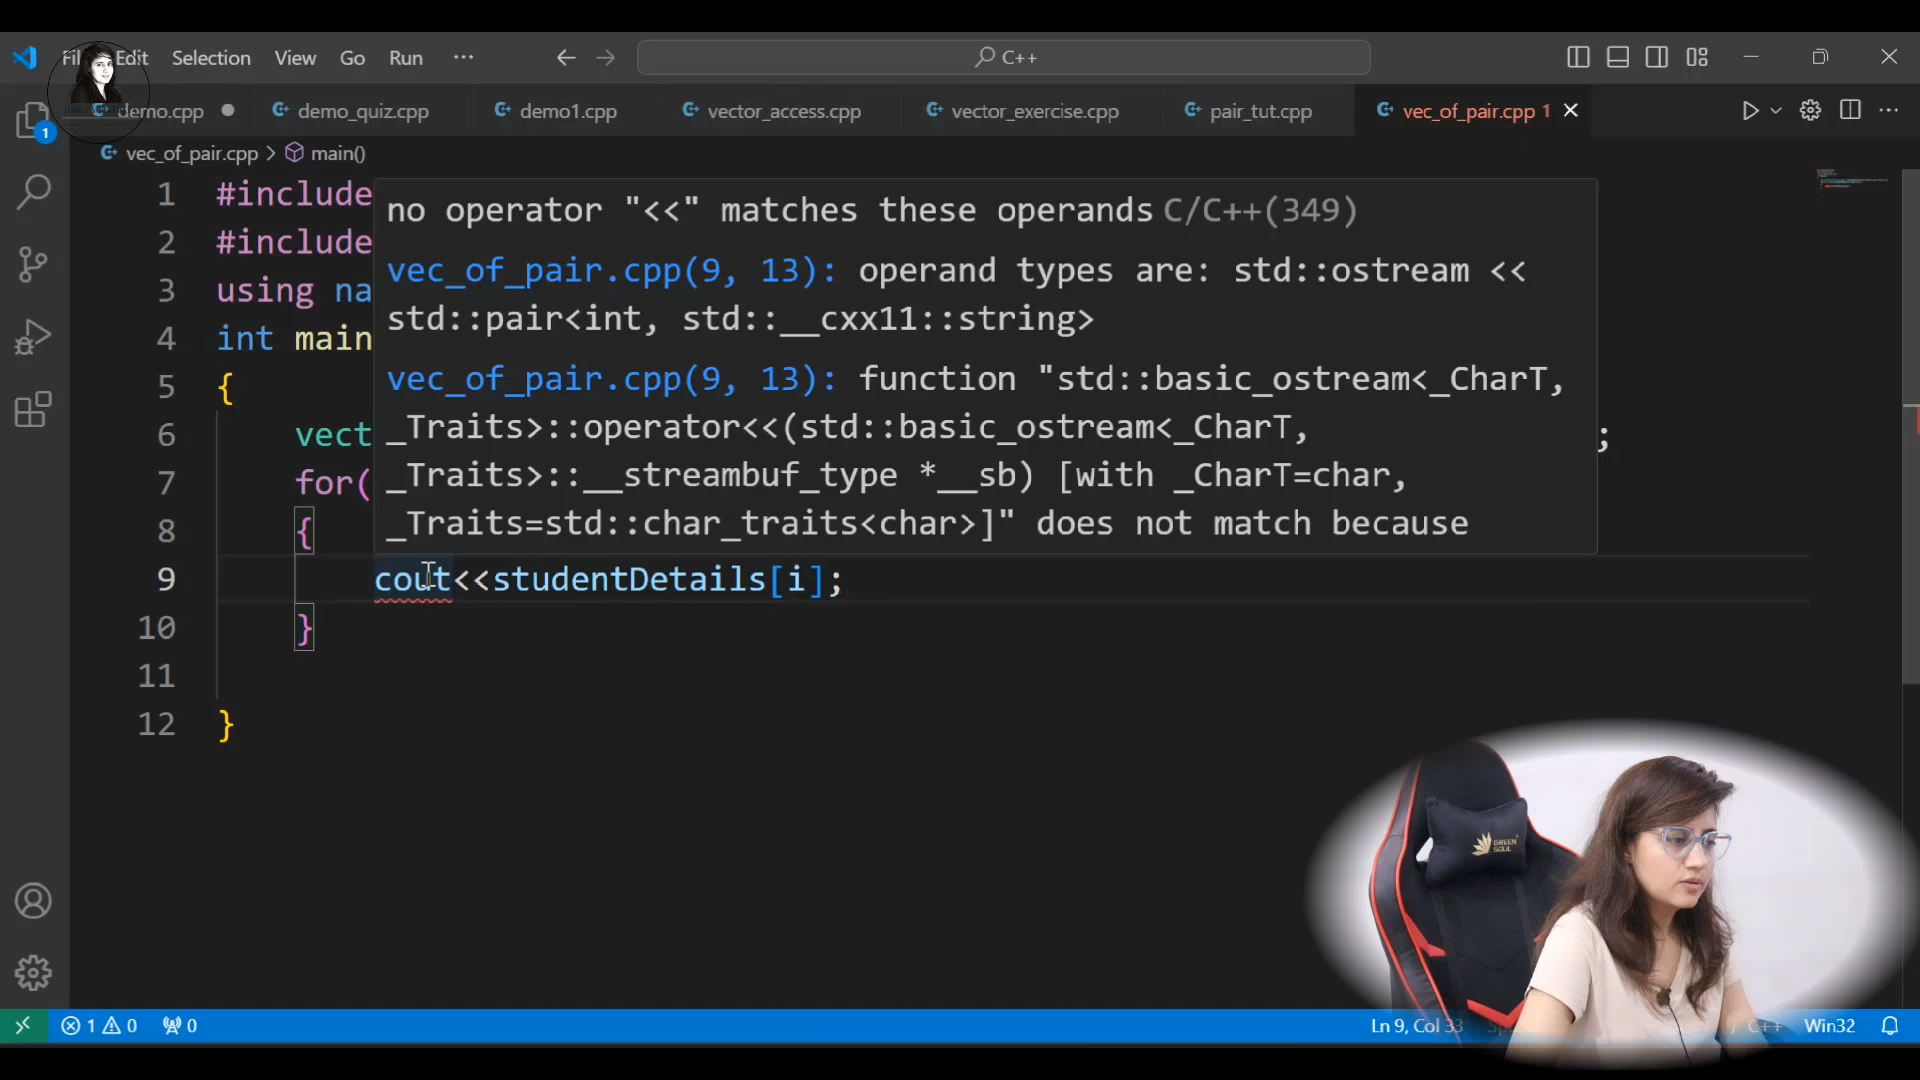 File Edit Selection View Go Run ···
C++
demo.cpp
demo_quiz.cpp
demo1.cpp
vector_access.cpp
vector_exercise.cpp
pair_tut.cpp
vec_of_pair.cpp 1
1
vec_of_pair.cpp > main()
1 #include
2 #include
3 using na
4 int main
5 {
6 vect ;
7 for(
8 {
9 cout<<studentDetails[i];
10 }
11
12 }
no operator "<<" matches these operands C/C++(349)
vec_of_pair.cpp(9, 13): operand types are: std::ostream <<
std::pair<int, std::__cxx11::string>
vec_of_pair.cpp(9, 13): function "std::basic_ostream<_CharT,
_Traits>::operator<<(std::basic_ostream<_CharT,
_Traits>::__streambuf_type *__sb) [with _CharT=char,
_Traits=std::char_traits<char>]" does not match because
GREEN
SOUL
1 0 0
Ln 9, Col 33 C++ Win32